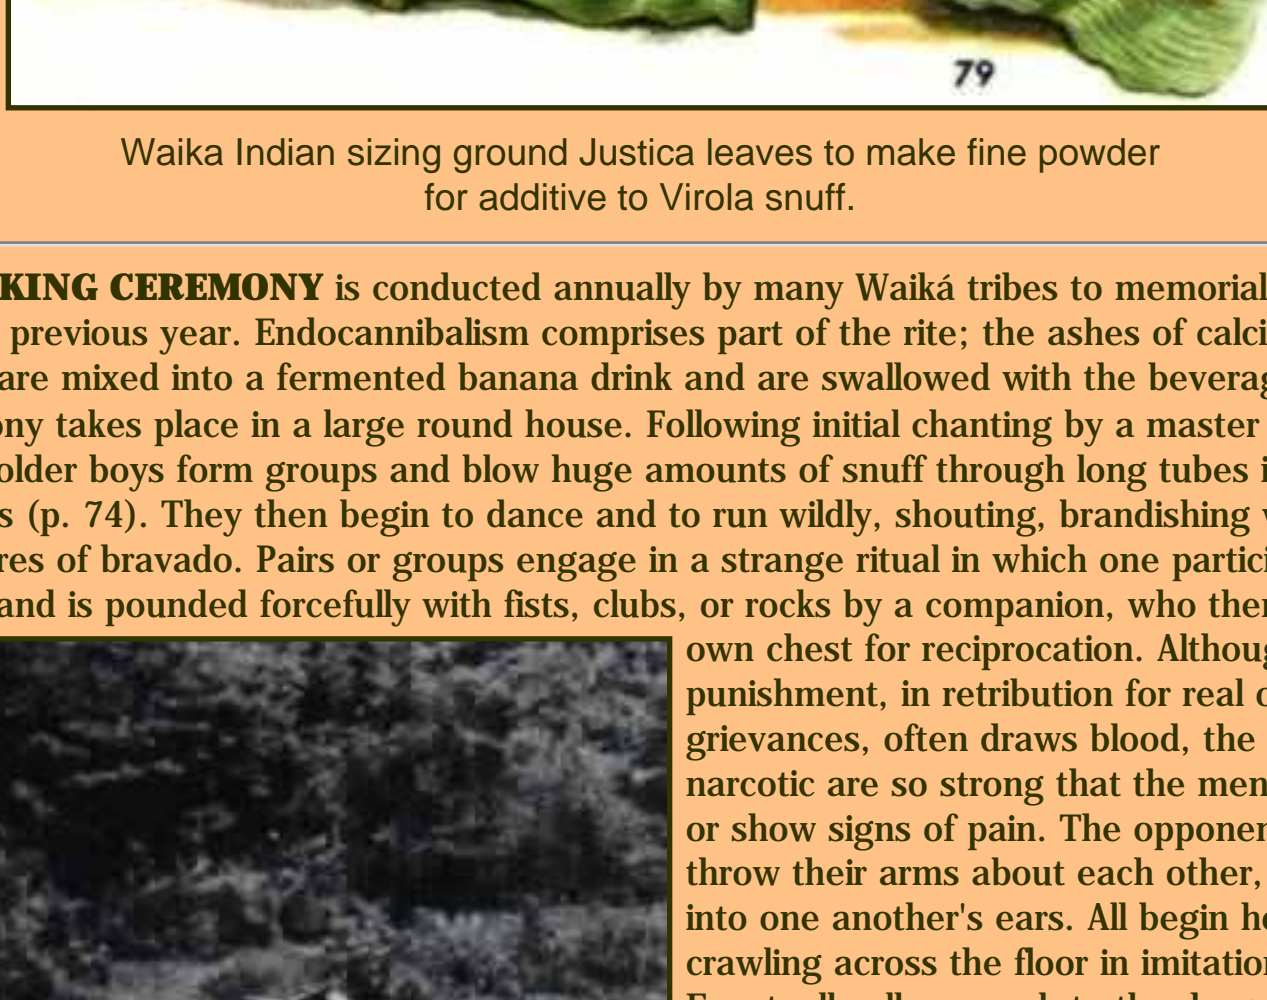 79
Waika Indian sizing ground Justica leaves to make fine powder
for additive to Virola snuff.
KING CEREMONY is conducted annually by many Waiká tribes to memorial
previous year. Endocannibalism comprises part of the rite; the ashes of calci
are mixed into a fermented banana drink and are swallowed with the beverag
ony takes place in a large round house. Following initial chanting by a master
older boys form groups and blow huge amounts of snuff through long tubes i
s (p. 74). They then begin to dance and to run wildly, shouting, brandishing
res of bravado. Pairs or groups engage in a strange ritual in which one partici
and is pounded forcefully with fists, clubs, or rocks by a companion, who then
own chest for reciprocation. Althoug
punishment, in retribution for real o
grievances, often draws blood, the
narcotic are so strong that the men
or show signs of pain. The opponen
throw their arms about each other,
into one another's ears. All begin ho
crawling across the floor in imitation